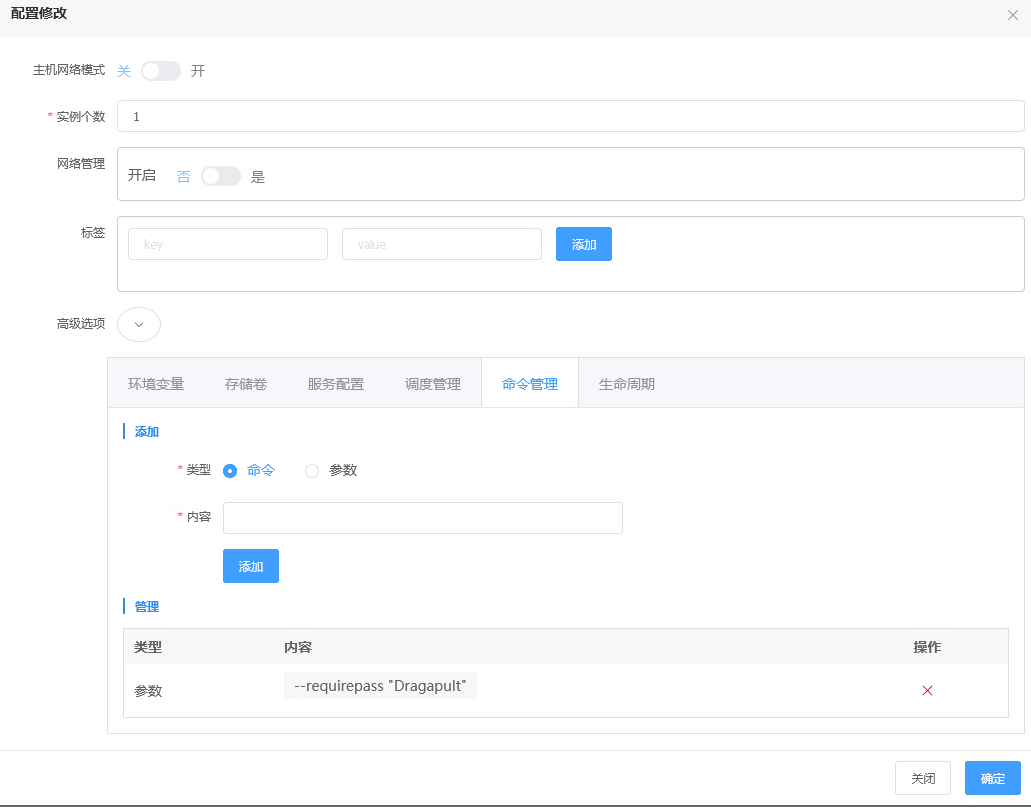 配置修改
主机网络模式 关 开
* 实例个数 1
网络管理 开启 否 是
标签 key value 添加
高级选项
环境变量 存储卷 服务配置 调度管理 命令管理 生命周期
添加
* 类型 命令 参数
* 内容
添加
管理
类型 内容 操作
参数 --requirepass "Dragapult"
关闭 确定